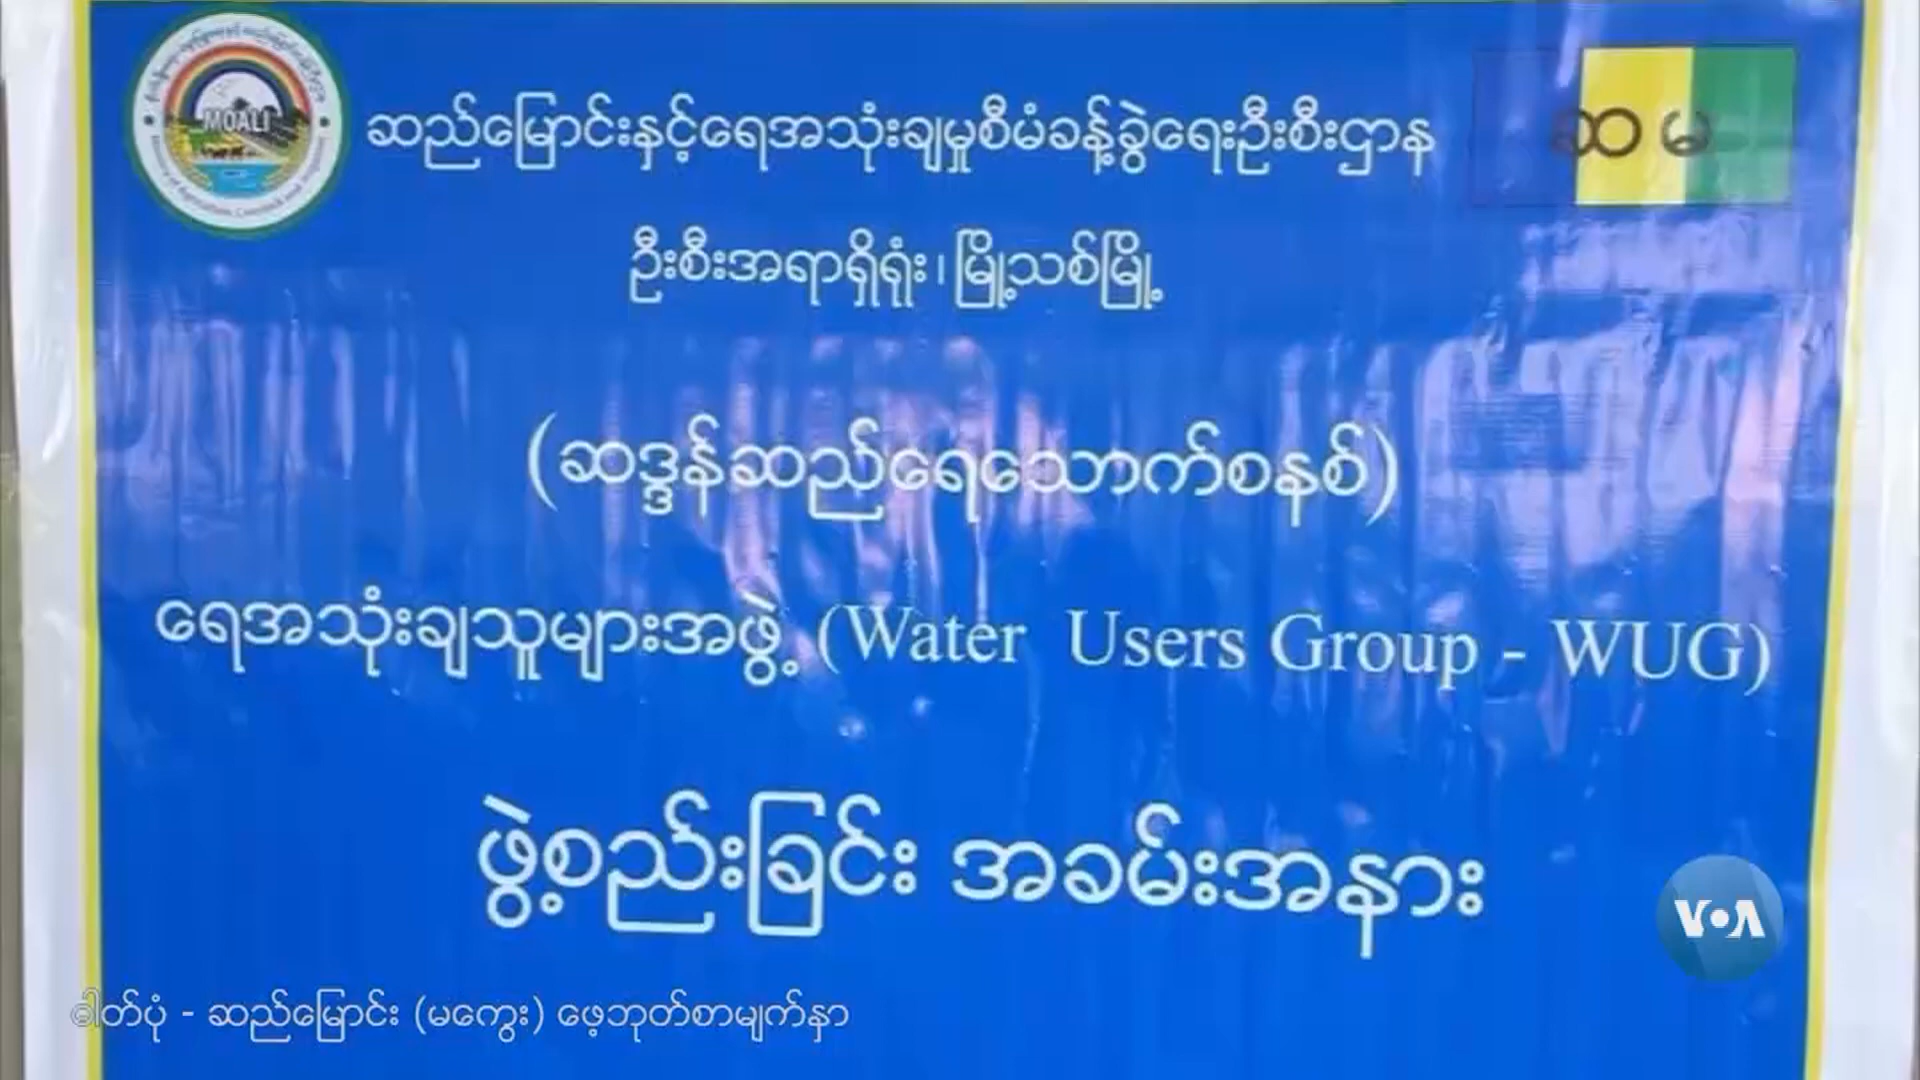 MOALI
ဆည်မြောင်းနှင့်ရေအသုံးချမှုစီမံခန့်ခွဲရေးဦးစီးဌာန
ဆ မ
ဦးစီးအရာရှိရုံး၊ မြို့သစ်မြို့
(ဆဒ္ဒန်ဆည်ရေသောက်စနစ်)
ရေအသုံးချသူများအဖွဲ့ (Water Users Group - WUG)
ဖွဲ့စည်းခြင်း အခမ်းအနား
VOA
ဓါတ်ပုံ - ဆည်မြောင်း (မကွေး) ဖေ့ဘုတ်စာမျက်နှာ